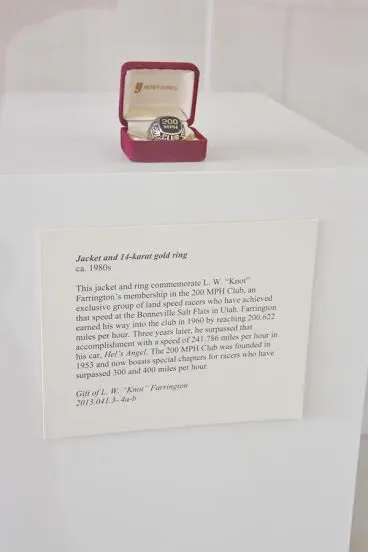 200
MPH
CLUB
Jacket and 14-karat gold ring
ca. 1980s
This jacket and ring commemorate L. W. “Knot”
Farrington’s membership in the 200 MPH Club, an
exclusive group of land speed racers who have achieved
that speed at the Bonneville Salt Flats in Utah. Farrington
earned his way into the club in 1960 by reaching 200.622
miles per hour. Three years later, he surpassed that
accomplishment with a speed of 241.786 miles per hour in
his car, Hel’s Angel. The 200 MPH Club was founded in
1953 and now boasts special chapters for racers who have
surpassed 300 and 400 miles per hour.
Gift of L. W. “Knot” Farrington
2013.041.3-.4a-b